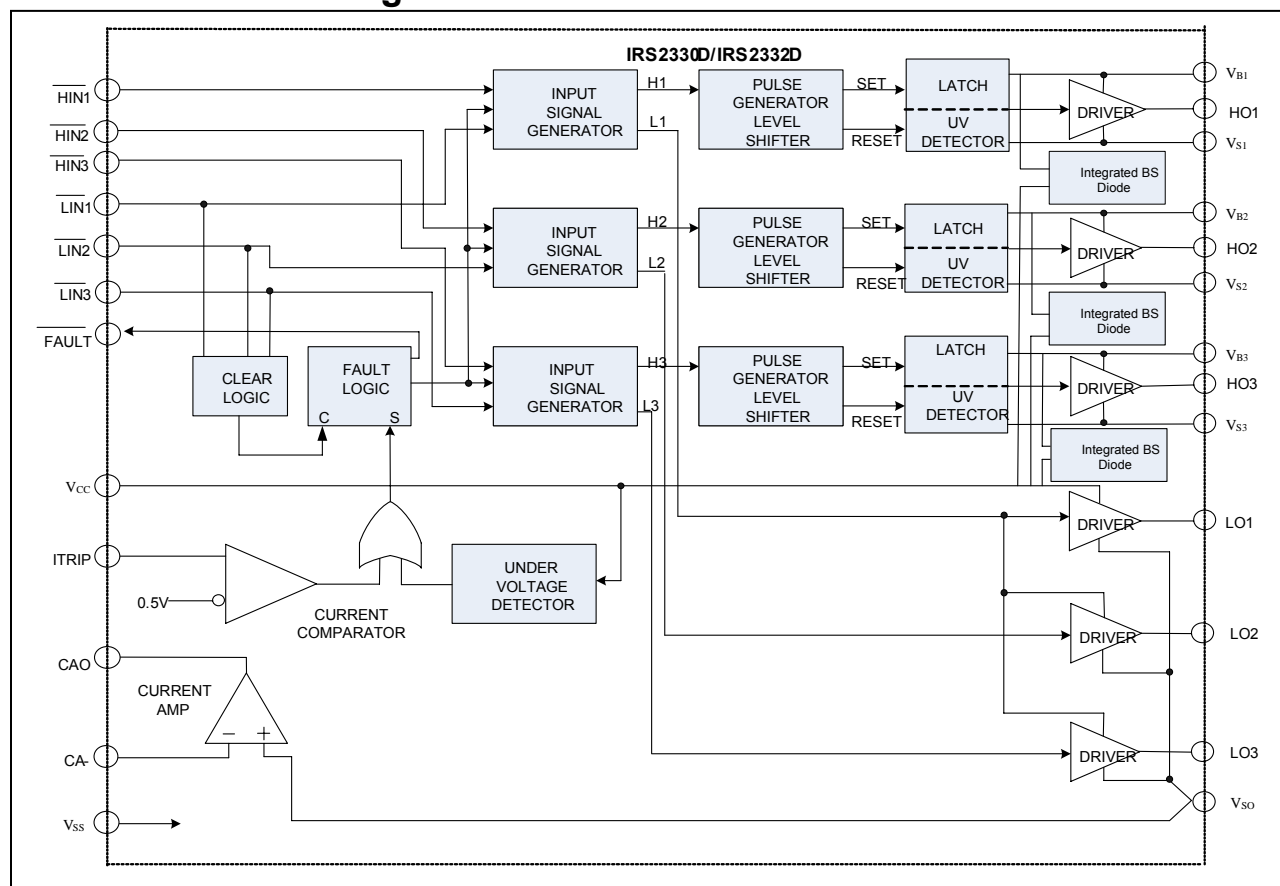 IRS2330D/IRS2332D
HIN1
HIN2
HIN3
LIN1
LIN2
LIN3
FAULT
VCC
ITRIP
0.5V
CAO
CA-
VSS
CLEAR
LOGIC
FAULT
LOGIC
C
S
CURRENT
COMPARATOR
CURRENT
AMP
−
+
UNDER
VOLTAGE
DETECTOR
INPUT
SIGNAL
GENERATOR
H1
L1
PULSE
GENERATOR
LEVEL
SHIFTER
SET
RESET
LATCH
UV
DETECTOR
DRIVER
Integrated BS
Diode
VB1
HO1
VS1
INPUT
SIGNAL
GENERATOR
H2
L2
PULSE
GENERATOR
LEVEL
SHIFTER
SET
RESET
LATCH
UV
DETECTOR
DRIVER
Integrated BS
Diode
VB2
HO2
VS2
INPUT
SIGNAL
GENERATOR
H3
L3
PULSE
GENERATOR
LEVEL
SHIFTER
SET
RESET
LATCH
UV
DETECTOR
DRIVER
Integrated BS
Diode
VB3
HO3
VS3
DRIVER
LO1
DRIVER
LO2
DRIVER
LO3
VSO